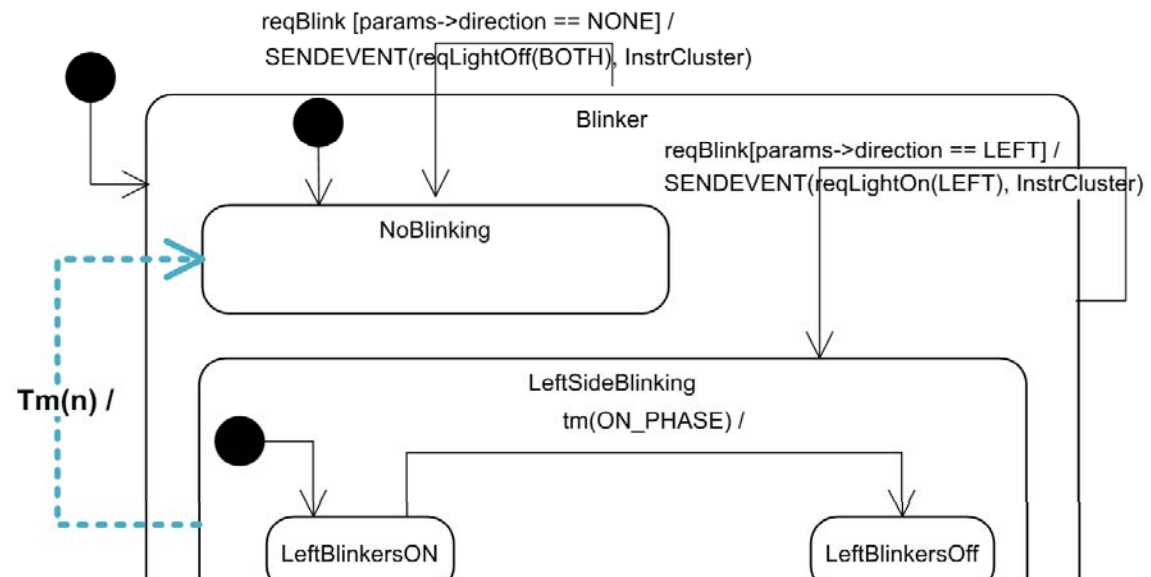 reqBlink [params->direction == NONE] /
SENDEVENT(reqLightOff(BOTH), InstrCluster)
Blinker
reqBlink[params->direction == LEFT] /
SENDEVENT(reqLightOn(LEFT), InstrCluster)
NoBlinking
Tm(n) /
LeftSideBlinking
tm(ON_PHASE) /
LeftBlinkersON
LeftBlinkersOff